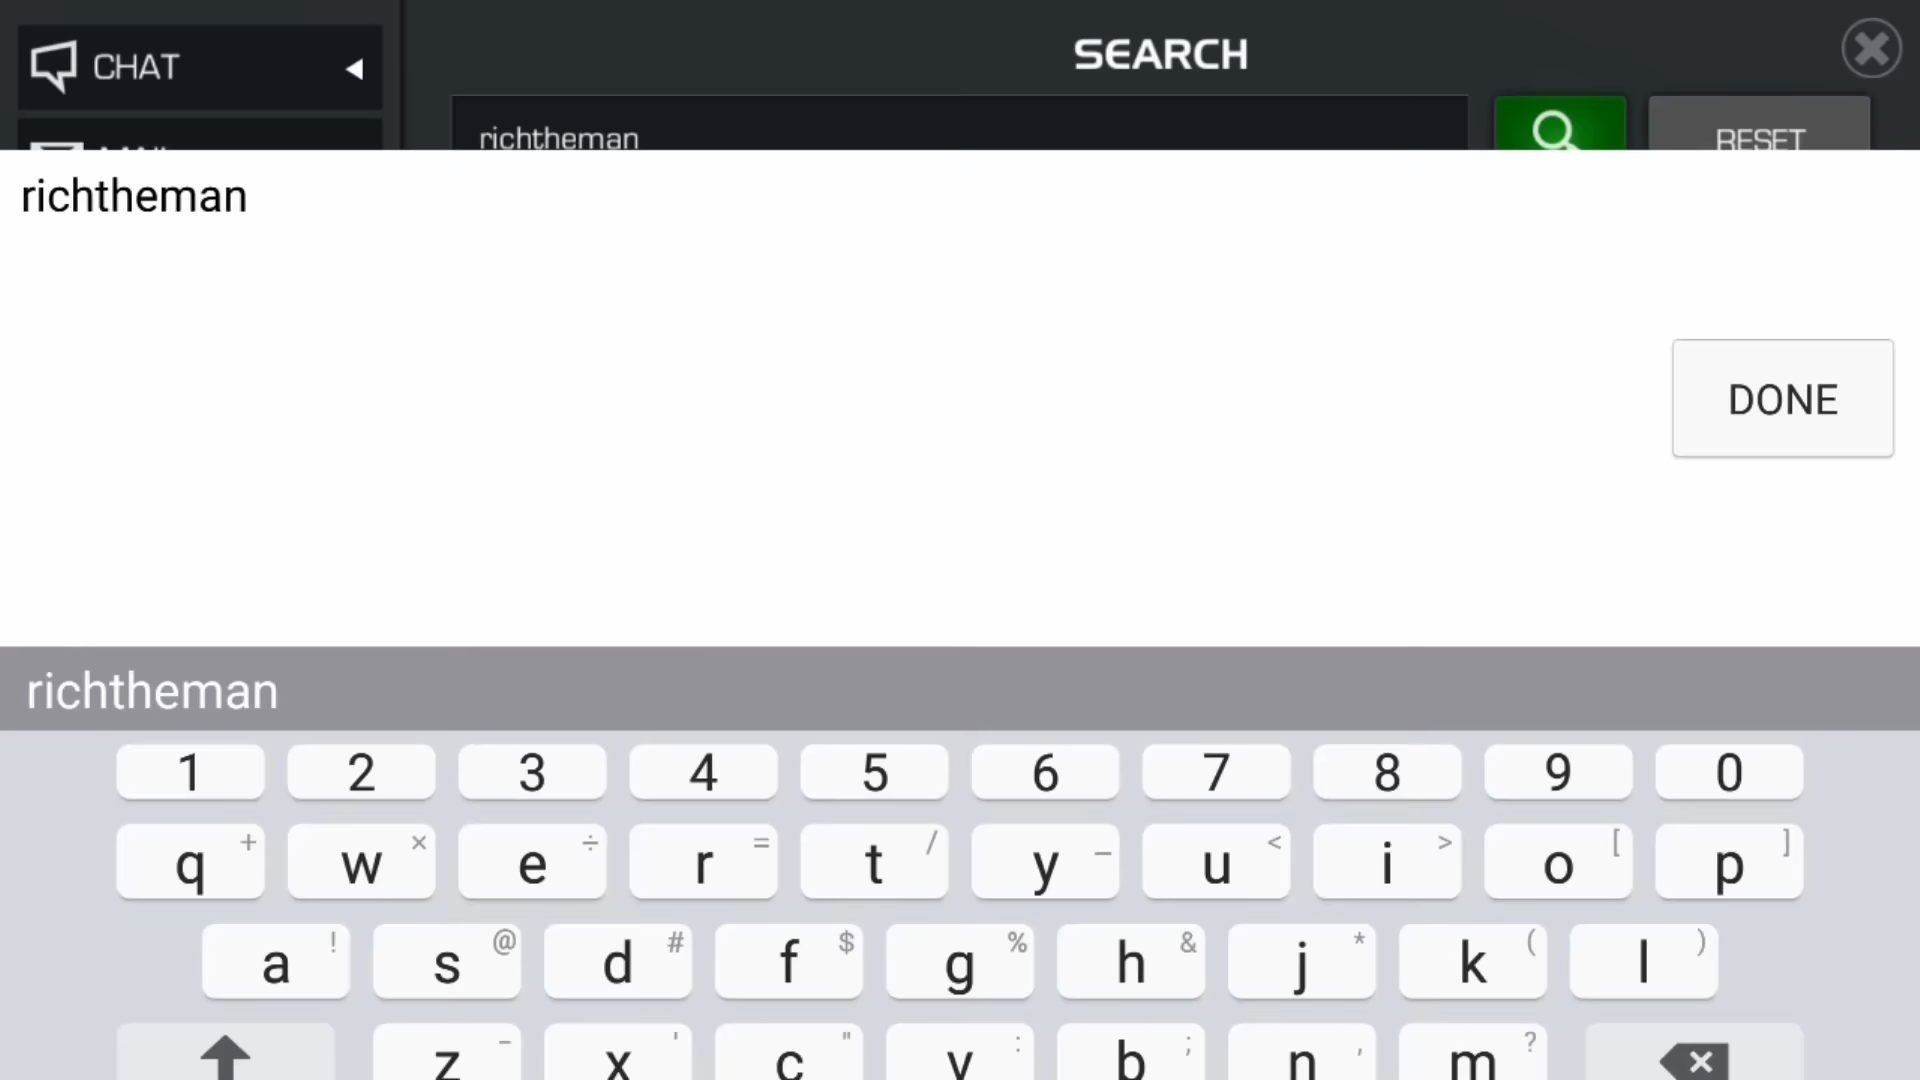 CHAT
SEARCH
richtheman
RESET
richtheman
DONE
richtheman
1 2 3 4 5 6 7 8 9 0
q + w × e ÷ r = t / y _ u < i > o [ p ]
a ! s @ d # f $ g % h & j * k ( l )
z - x ' c " v : b ; n , m ?